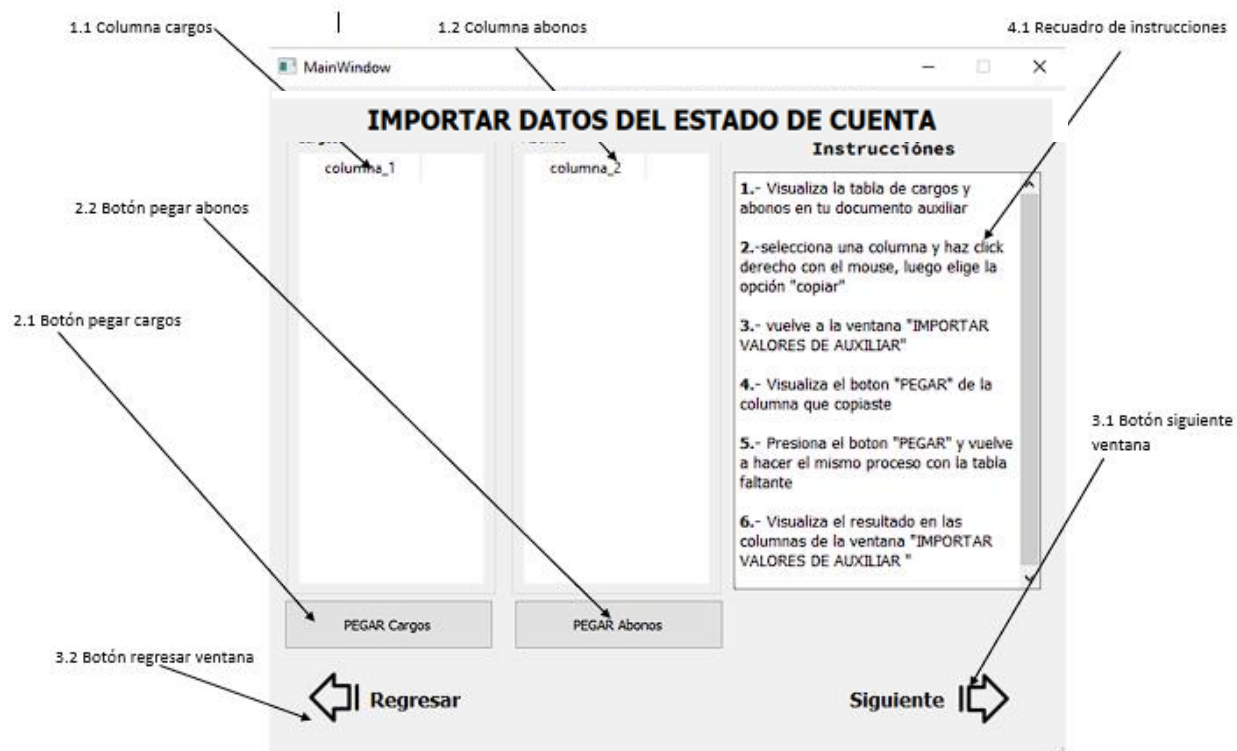 1.1 Columna cargos
1.2 Columna abonos
4.1 Recuadro de instrucciones
MainWindow
IMPORTAR DATOS DEL ESTADO DE CUENTA
Instrucciónes
columna_1
columna_2
1.- Visualiza la tabla de cargos y
abonos en tu documento auxiliar
2.-selecciona una columna y haz click
derecho con el mouse, luego elige la
opción "copiar"
3.- vuelve a la ventana "IMPORTAR
VALORES DE AUXILIAR"
4.- Visualiza el boton "PEGAR" de la
columna que copiaste
5.- Presiona el boton "PEGAR" y vuelve
a hacer el mismo proceso con la tabla
faltante
6.- Visualiza el resultado en las
columnas de la ventana "IMPORTAR
VALORES DE AUXILIAR "
2.2 Botón pegar abonos
2.1 Botón pegar cargos
3.1 Botón siguiente
ventana
PEGAR Cargos
PEGAR Abonos
3.2 Botón regresar ventana
Regresar
Siguiente